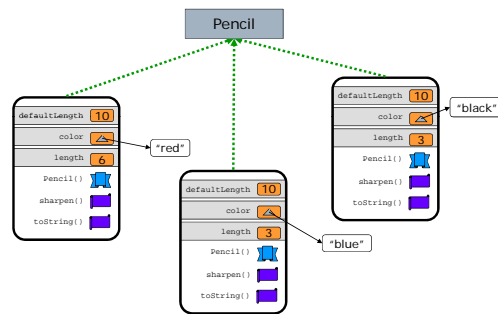 Pencil
defaultLength 10
color
"red"
length 6
Pencil()
sharpen()
toString()
defaultLength 10
color
"blue"
length 3
Pencil()
sharpen()
toString()
defaultLength 10
color
"black"
length 3
Pencil()
sharpen()
toString()